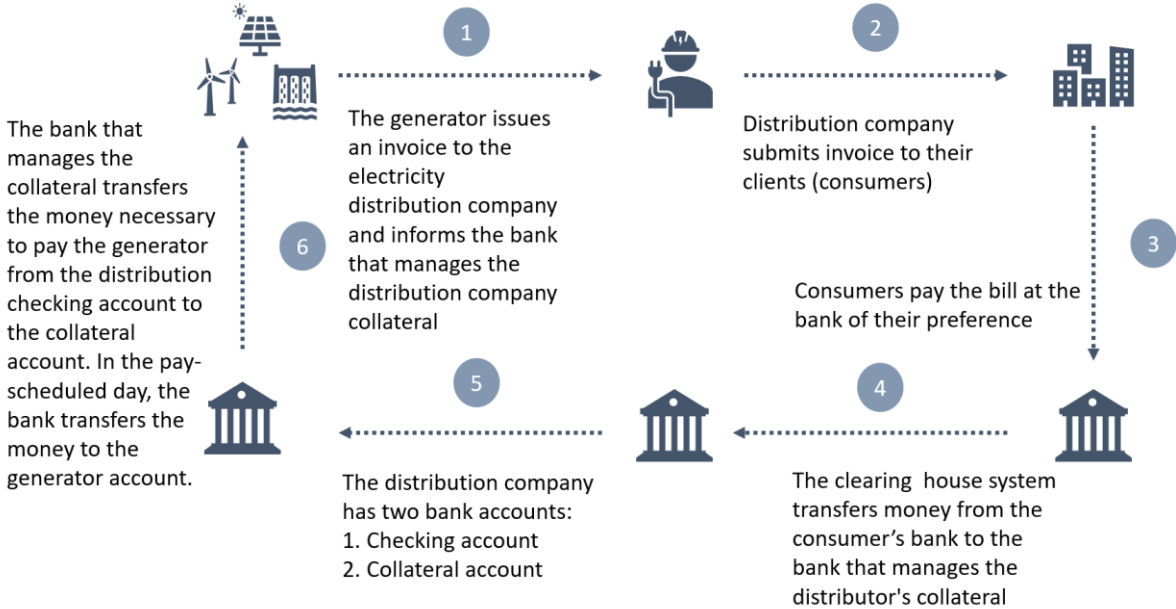 1
The generator issues
an invoice to the
electricity
distribution company
and informs the bank
that manages the
distribution company
collateral
2
Distribution company
submits invoice to their
clients (consumers)
3
Consumers pay the bill at the
bank of their preference
4
The clearing house system
transfers money from the
consumer’s bank to the
bank that manages the
distributor's collateral
5
The distribution company
has two bank accounts:
1. Checking account
2. Collateral account
6
The bank that
manages the
collateral transfers
the money necessary
to pay the generator
from the distribution
checking account to
the collateral
account. In the pay-
scheduled day, the
bank transfers the
money to the
generator account.